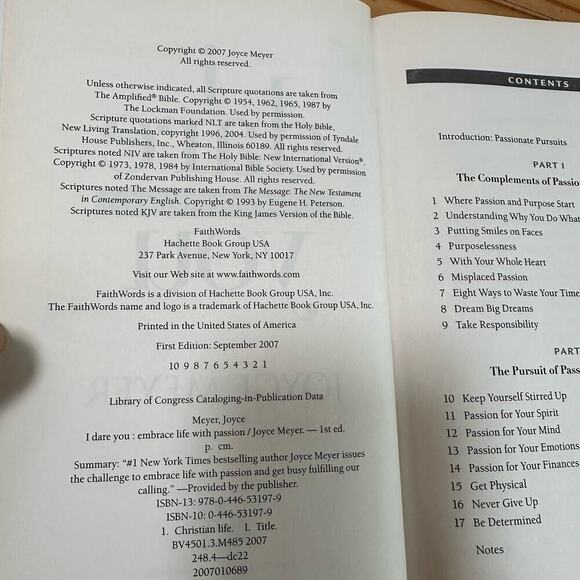 Copyright © 2007 Joyce Meyer
All rights reserved.
Unless otherwise indicated, all Scripture quotations are taken from
The Amplified® Bible. Copyright © 1954, 1962, 1965, 1987 by
The Lockman Foundation. Used by permission.
Scripture quotations marked NLT are taken from the Holy Bible,
New Living Translation, copyright 1996, 2004. Used by permission of Tyndale
House Publishers, Inc., Wheaton, Illinois 60189. All rights reserved.
Scriptures noted NIV are taken from The Holy Bible: New International Version®.
Copyright © 1973, 1978, 1984 by International Bible Society. Used by permission
of Zondervan Publishing House. All rights reserved.
Scriptures noted The Message are taken from The Message: The New Testament
in Contemporary English. Copyright © 1993 by Eugene H. Peterson.
Scriptures noted KJV are taken from the King James Version of the Bible.
FaithWords
Hachette Book Group USA
237 Park Avenue, New York, NY 10017
Visit our Web site at www.faithwords.com
FaithWords is a division of Hachette Book Group USA, Inc.
The FaithWords name and logo is a trademark of Hachette Book Group USA, Inc.
Printed in the United States of America
First Edition: September 2007
10 9 8 7 6 5 4 3 2 1
Library of Congress Cataloging-in-Publication Data
Meyer, Joyce
I dare you : embrace life with passion / Joyce Meyer. — 1st ed.
p. cm.
Summary: "#1 New York Times bestselling author Joyce Meyer issues
the challenge to embrace life with passion and get busy fulfilling our
calling." —Provided by the publisher.
ISBN-13: 978-0-446-53197-9
ISBN-10: 0-446-53197-9
1. Christian life. I. Title.
BV4501.3.M485 2007
248.4—dc22
2007010689
CONTENTS
Introduction: Passionate Pursuits
PART I
The Complements of Passio
1 Where Passion and Purpose Start
2 Understanding Why You Do What
3 Putting Smiles on Faces
4 Purposelessness
5 With Your Whole Heart
6 Misplaced Passion
7 Eight Ways to Waste Your Time
8 Dream Big Dreams
9 Take Responsibility
PART
The Pursuit of Pass
10 Keep Yourself Stirred Up
11 Passion for Your Spirit
12 Passion for Your Mind
13 Passion for Your Emotions
14 Passion for Your Finances
15 Get Physical
16 Never Give Up
17 Be Determined
Notes